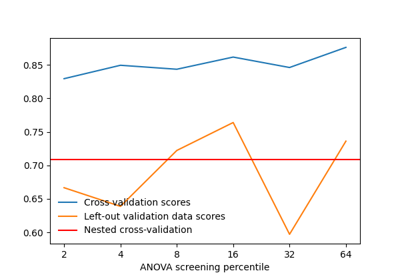 0.85
0.80
0.75
0.70
0.65
0.60
Cross-validation scores
Left-out validation data scores
Nested cross-validation
2 4 8 16 32 64
ANOVA screening percentile